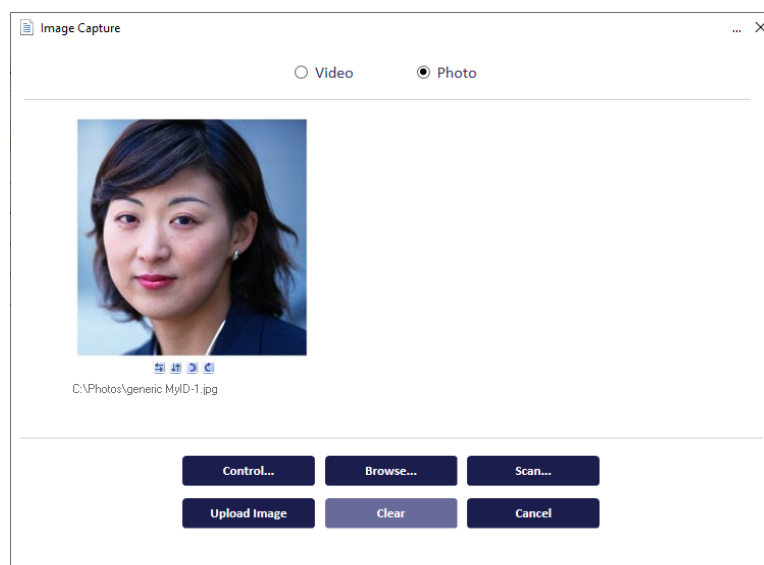 Image Capture ...
Video Photo
C:\Photos\generic MyID-1.jpg
Control... Browse... Scan...
Upload Image Clear Cancel